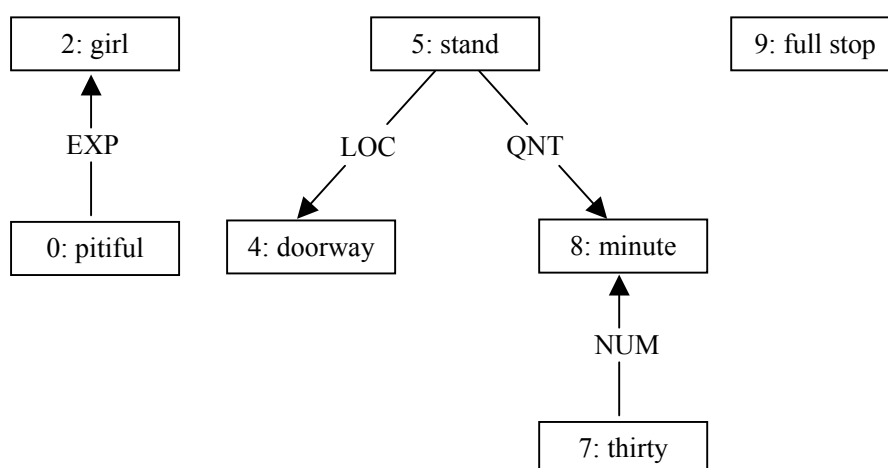 2: girl
5: stand
9: full stop
EXP
LOC
QNT
0: pitiful
4: doorway
8: minute
NUM
7: thirty